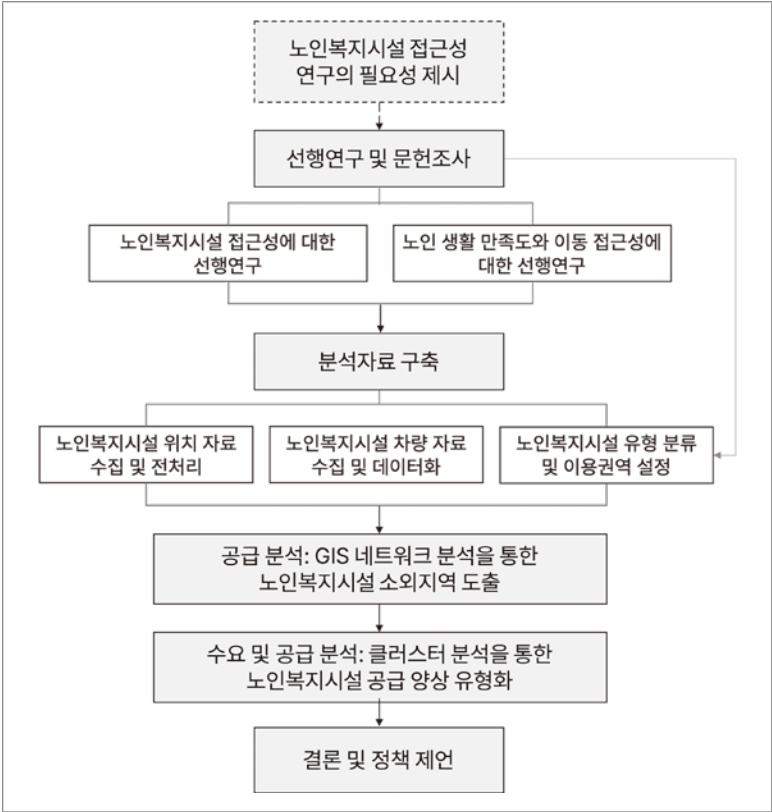 노인복지시설 접근성
연구의 필요성 제시
선행연구 및 문헌조사
노인복지시설 접근성에 대한
선행연구
노인 생활 만족도와 이동 접근성에
대한 선행연구
분석자료 구축
노인복지시설 위치 자료
수집 및 전처리
노인복지시설 차량 자료
수집 및 데이터화
노인복지시설 유형 분류
및 이용권역 설정
공급 분석: GIS 네트워크 분석을 통한
노인복지시설 소외지역 도출
수요 및 공급 분석: 클러스터 분석을 통한
노인복지시설 공급 양상 유형화
결론 및 정책 제언